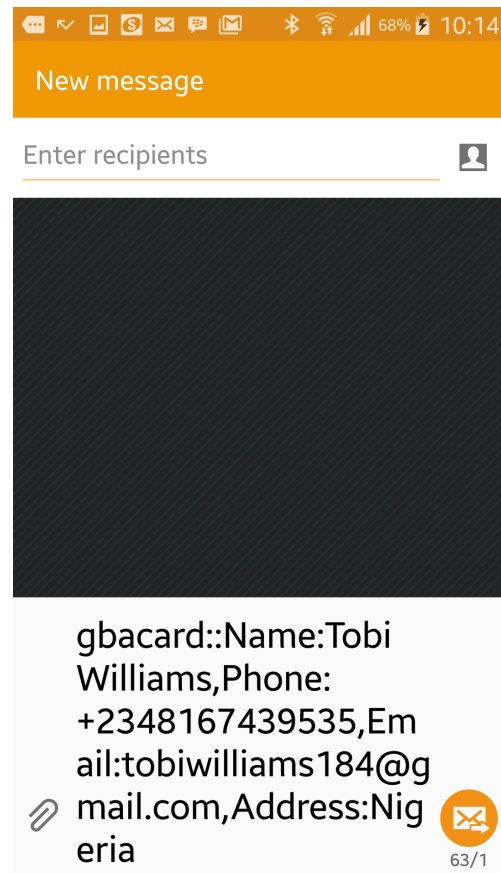 68% 10:14
New message
Enter recipients
gbacard::Name:Tobi
Williams,Phone:
+2348167439535,Em
ail:tobiwilliams184@g
mail.com,Address:Nig
eria
63/1